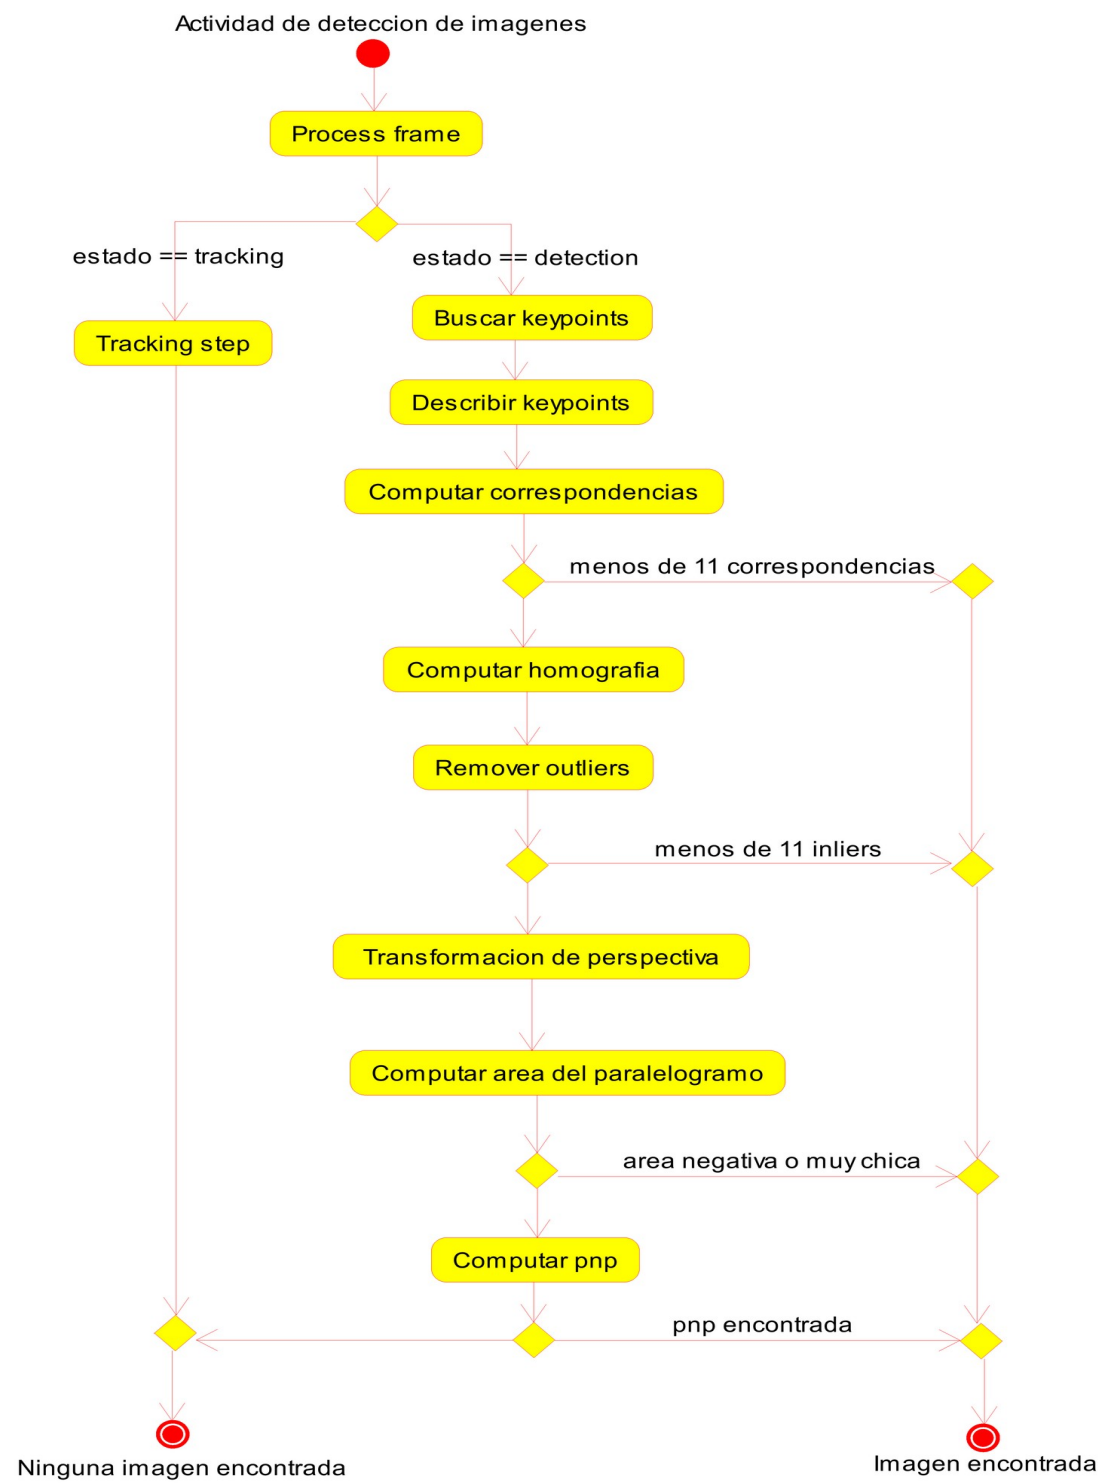 Actividad de deteccion de imagenes
Process frame
estado == tracking
estado == detection
Buscar keypoints
Tracking step
Describir keypoints
Computar correspondencias
menos de 11 correspondencias
Computar homografia
Remover outliers
menos de 11 inliers
Transformacion de perspectiva
Computar area del paralelogramo
area negativa o muy chica
Computar pnp
pnp encontrada
Ninguna imagen encontrada
Imagen encontrada